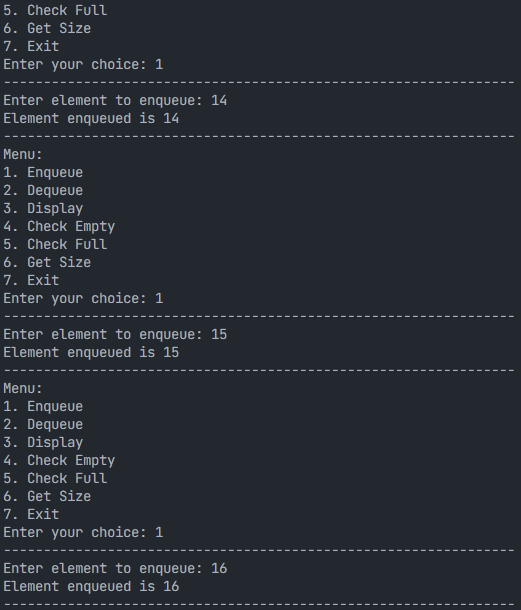 5. Check Full
6. Get Size
7. Exit
Enter your choice: 1
----------------------------------------------------------------
Enter element to enqueue: 14
Element enqueued is 14
----------------------------------------------------------------
Menu:
1. Enqueue
2. Dequeue
3. Display
4. Check Empty
5. Check Full
6. Get Size
7. Exit
Enter your choice: 1
----------------------------------------------------------------
Enter element to enqueue: 15
Element enqueued is 15
----------------------------------------------------------------
Menu:
1. Enqueue
2. Dequeue
3. Display
4. Check Empty
5. Check Full
6. Get Size
7. Exit
Enter your choice: 1
----------------------------------------------------------------
Enter element to enqueue: 16
Element enqueued is 16
----------------------------------------------------------------